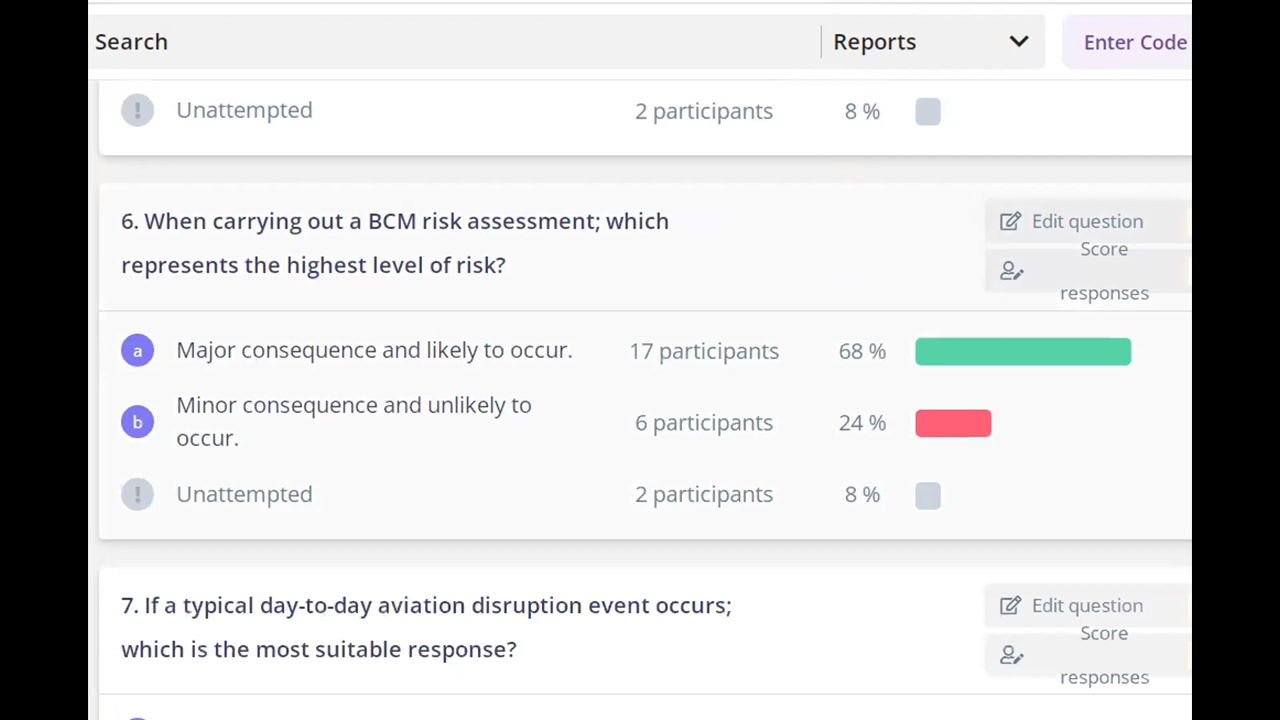 Search
Reports
Enter Code
! Unattempted 2 participants 8 %
6. When carrying out a BCM risk assessment; which
represents the highest level of risk?
Edit question
Score
responses
a Major consequence and likely to occur. 17 participants 68 %
b Minor consequence and unlikely to
occur. 6 participants 24 %
! Unattempted 2 participants 8 %
7. If a typical day-to-day aviation disruption event occurs;
which is the most suitable response?
Edit question
Score
responses